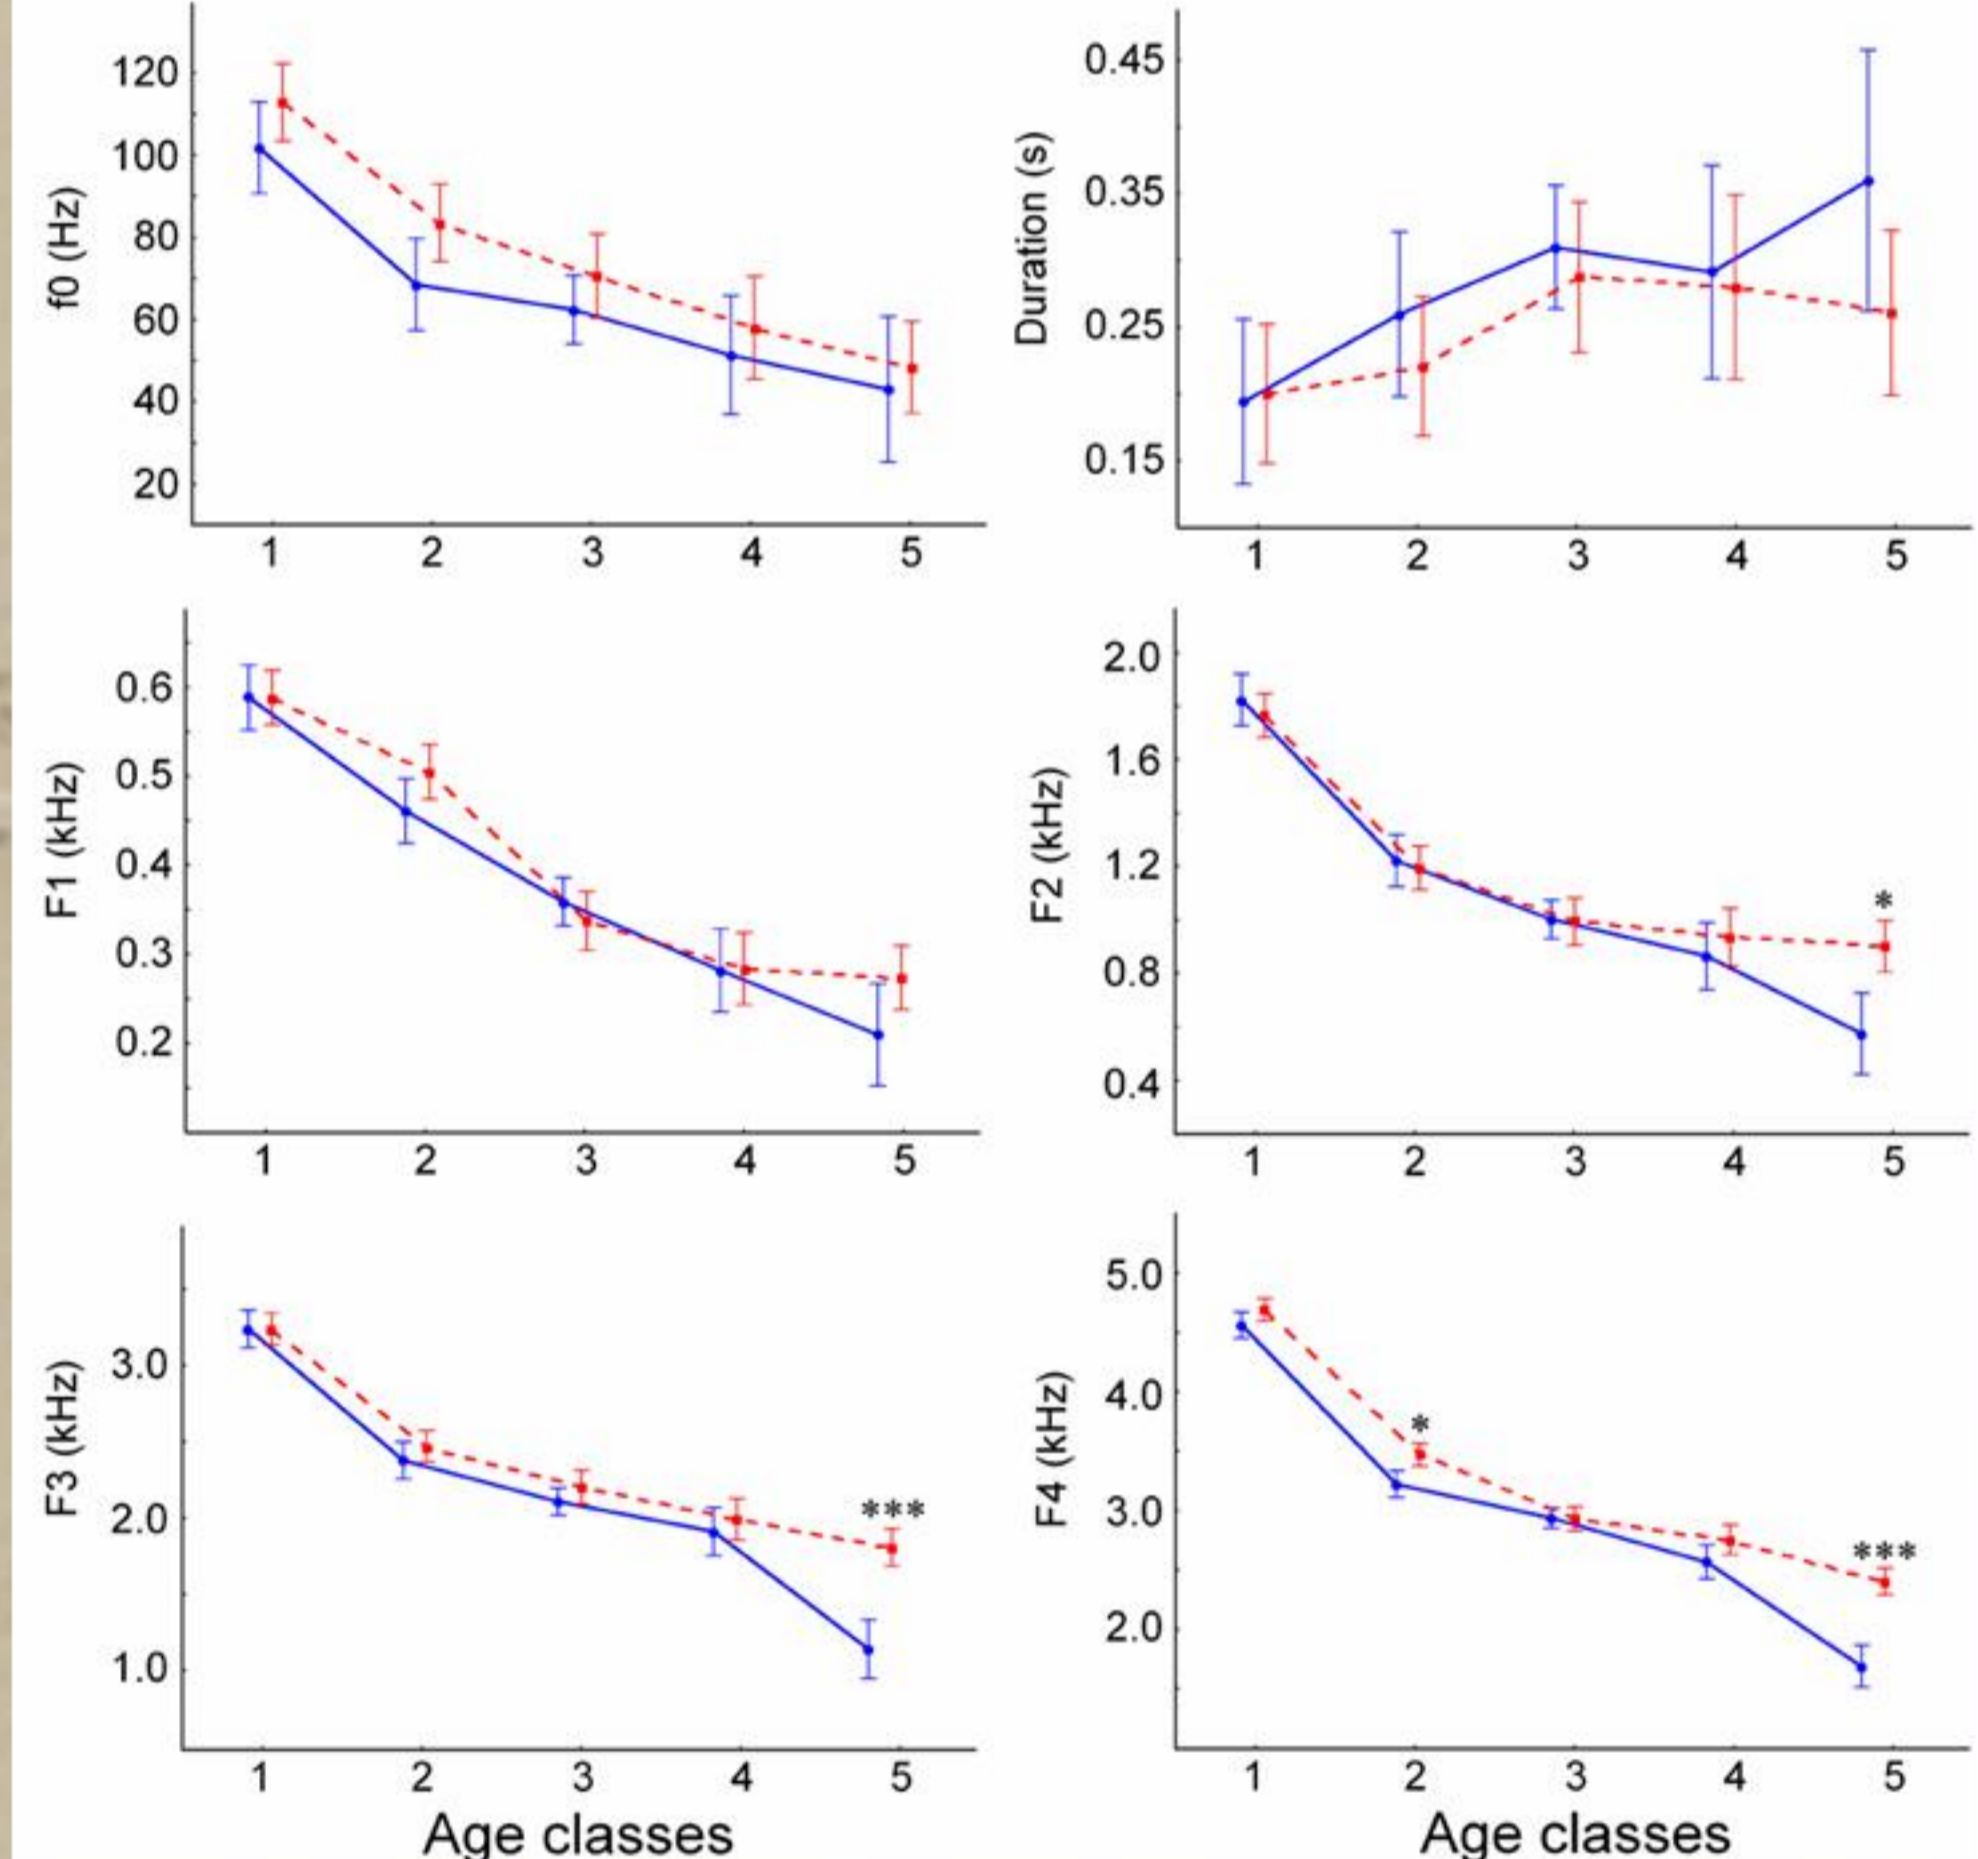 f0 (Hz)
120
100
80
60
40
20
1 2 3 4 5
Duration (s)
0.45
0.35
0.25
0.15
1 2 3 4 5
F1 (kHz)
0.6
0.5
0.4
0.3
0.2
1 2 3 4 5
F2 (kHz)
2.0
1.6
1.2
0.8
0.4
*
1 2 3 4 5
F3 (kHz)
3.0
2.0
1.0
***
1 2 3 4 5
Age classes
F4 (kHz)
5.0
4.0
3.0
2.0
*
***
1 2 3 4 5
Age classes